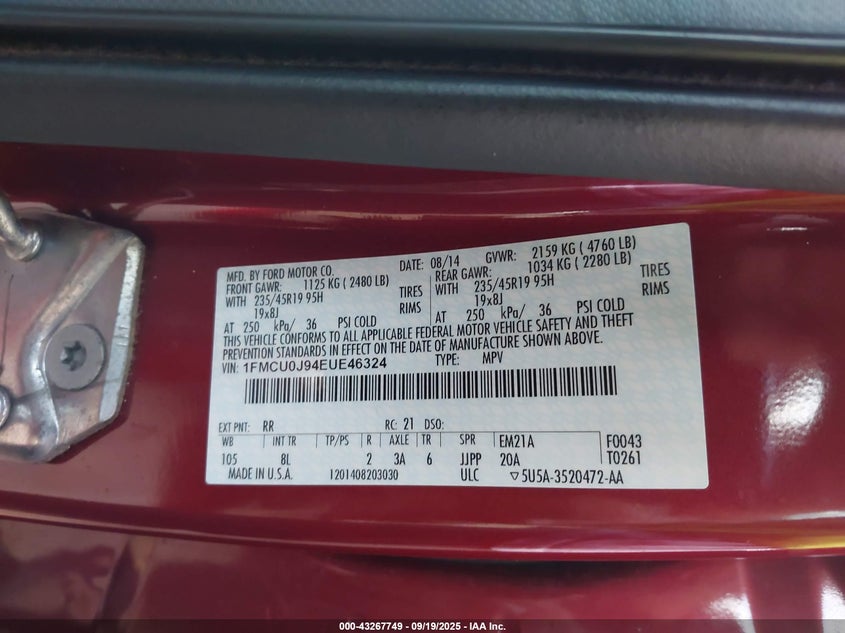 MFD. BY FORD MOTOR CO. DATE: 08/14 GVWR: 2159 KG ( 4760 LB)
FRONT GAWR: 1125 KG ( 2480 LB) REAR GAWR: 1034 KG ( 2280 LB)
WITH 235/45R19 95H TIRES WITH 235/45R19 95H TIRES
19x8J RIMS 19x8J RIMS
AT 250 kPa/ 36 PSI COLD AT 250 kPa/ 36 PSI COLD
THIS VEHICLE CONFORMS TO ALL APPLICABLE FEDERAL MOTOR VEHICLE SAFETY AND THEFT
PREVENTION STANDARDS IN EFFECT ON THE DATE OF MANUFACTURE SHOWN ABOVE.
VIN: 1FMCU0J94EUE46324 TYPE: MPV
EXT PNT: RR RC: 21 DSO:
WB INT TR TP/PS R AXLE TR SPR EM21A F0043
105 8L 2 3A 6 JJPP 20A T0261
MADE IN U.S.A. 1201408203030 ULC ▽5U5A-3520472-AA
000-43267749 - 09/19/2025 - IAA Inc.